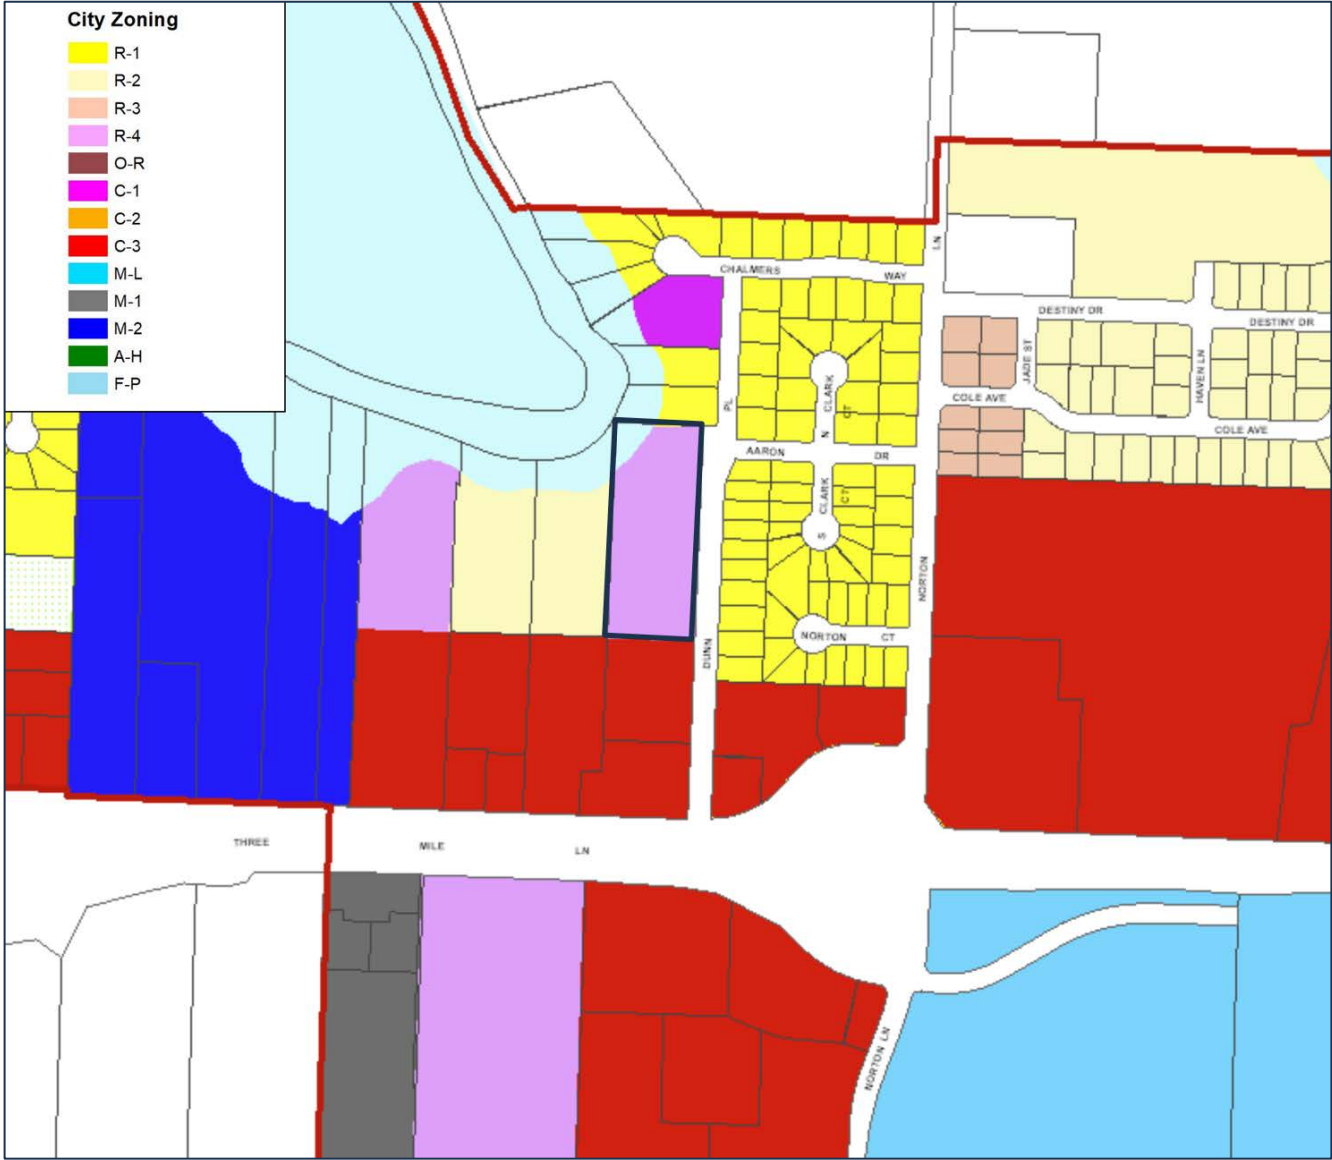 City Zoning
R-1
R-2
R-3
R-4
O-R
C-1
C-2
C-3
M-L
M-1
M-2
A-H
F-P
LN
CHALMERS
WAY
DESTINY DR
DESTINY DR
JADE ST
HAVEN LN
PL
N CLARK
CT
COLE AVE
COLE AVE
AARON
DR
S CLARK
CT
NORTON
NORTON
CT
DUNN
THREE
MILE
LN
NORTON LN